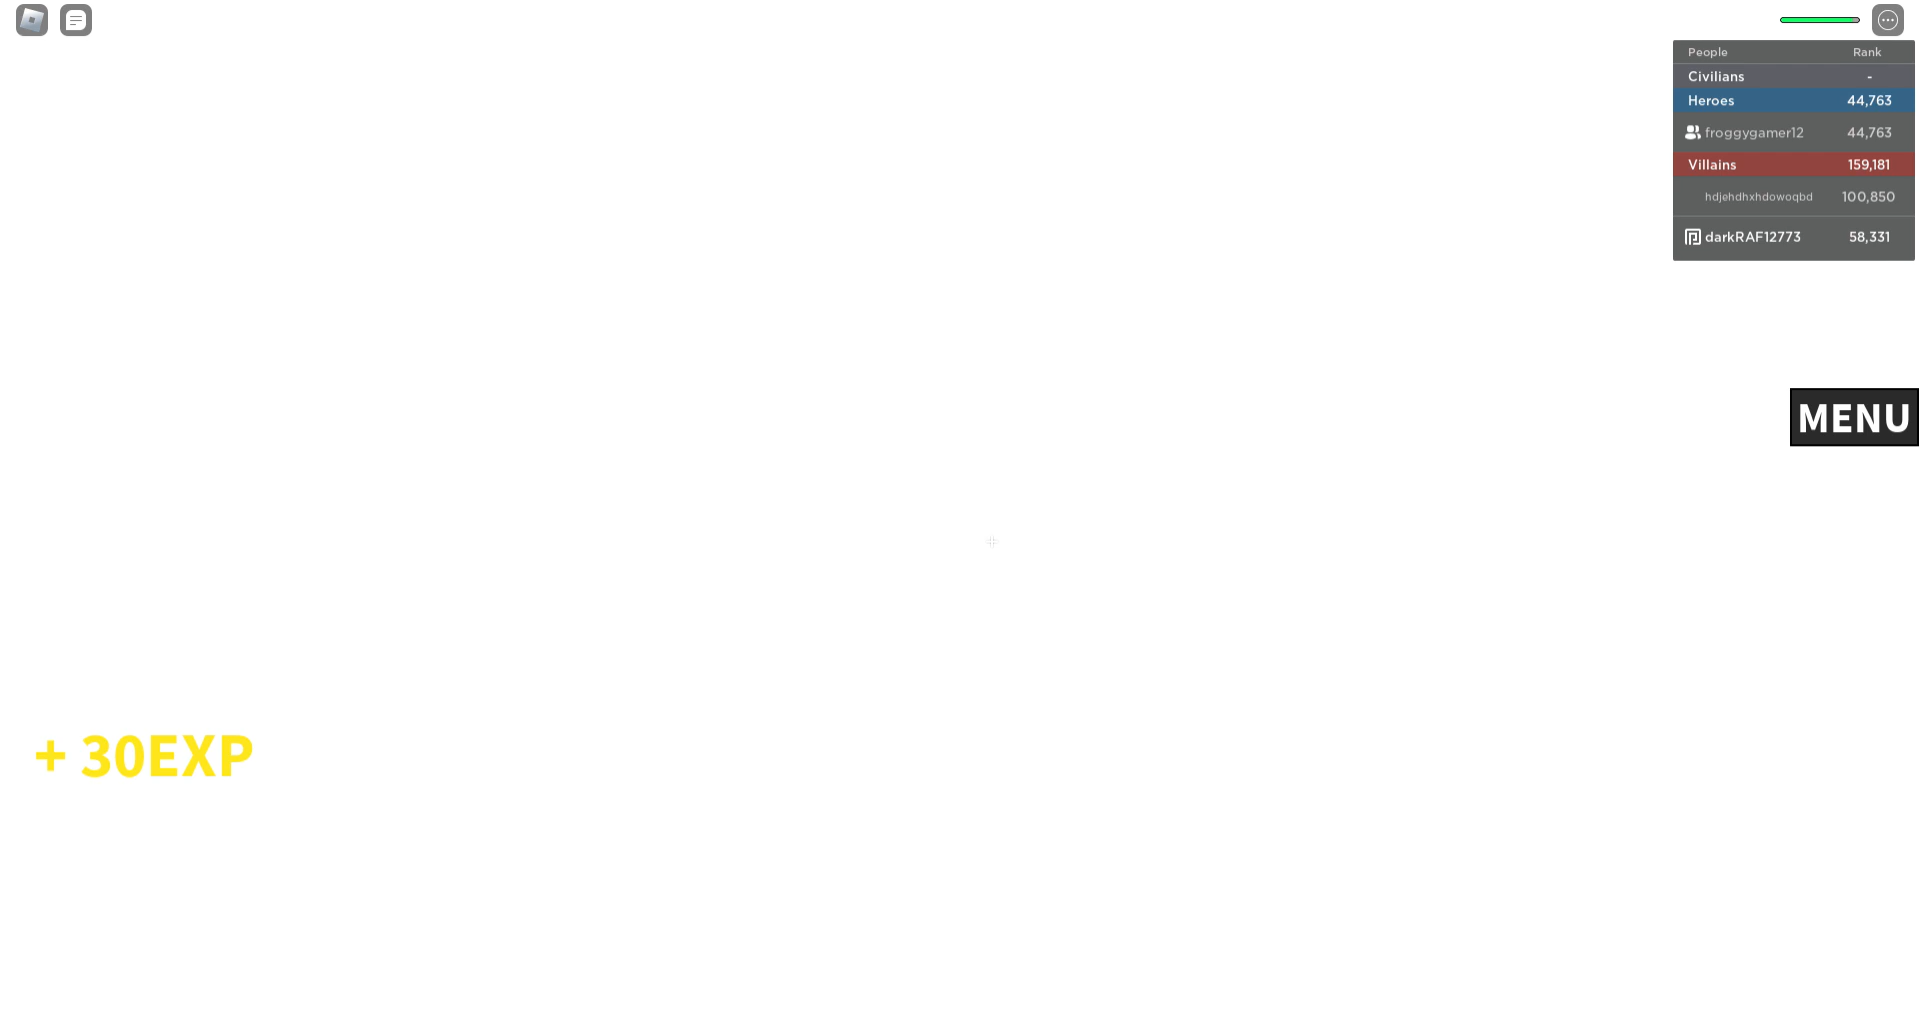 People Rank
Civilians -
Heroes 44,763
froggygamer12 44,763
Villains 159,181
hdjehdhxhdowoqbd 100,850
darkRAF12773 58,331
MENU
+ 30EXP